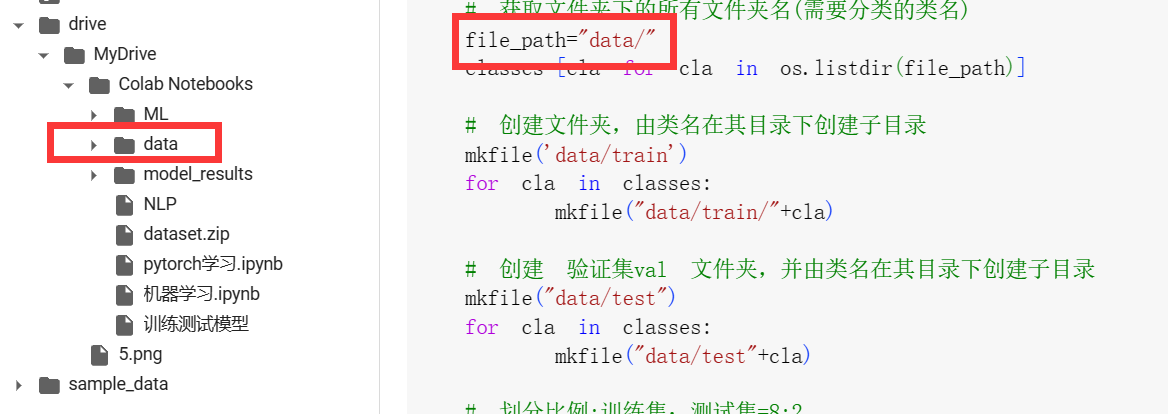 drive
MyDrive
Colab Notebooks
ML
data
model_results
NLP
dataset.zip
pytorch学习.ipynb
机器学习.ipynb
训练测试模型
5.png
sample_data
# 获取文件夹下的所有文件夹名(需要分类的类名)
file_path="data/"
classes [cla for cla in os.listdir(file_path)]
# 创建文件夹，由类名在其目录下创建子目录
mkfile('data/train')
for cla in classes:
mkfile("data/train/"+cla)
# 创建 验证集val 文件夹，并由类名在其目录下创建子目录
mkfile("data/test")
for cla in classes:
mkfile("data/test"+cla)
# 划分比例:训练集：测试集=8:2